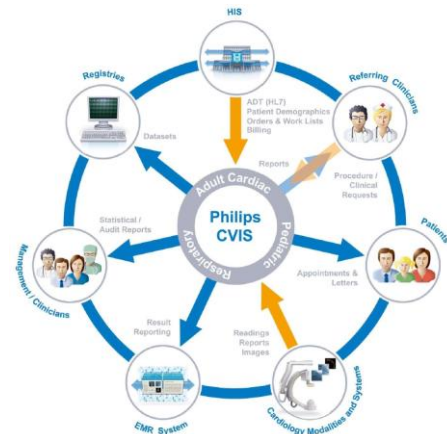 HIS
Registries
Referring Clinicians
ADT (HL7)
Patient Demographics
Orders & Work Lists
Billing
Datasets
Reports
Procedure /
Clinical
Requests
Adult Cardiac
Philips
CVIS
Respiratory
Pediatric
Statistical /
Audit Reports
Management / Clinicians
Patients
Appointments &
Letters
Result
Reporting
Readings
Reports
Images
EMR System
Cardiology Modalities and Systems